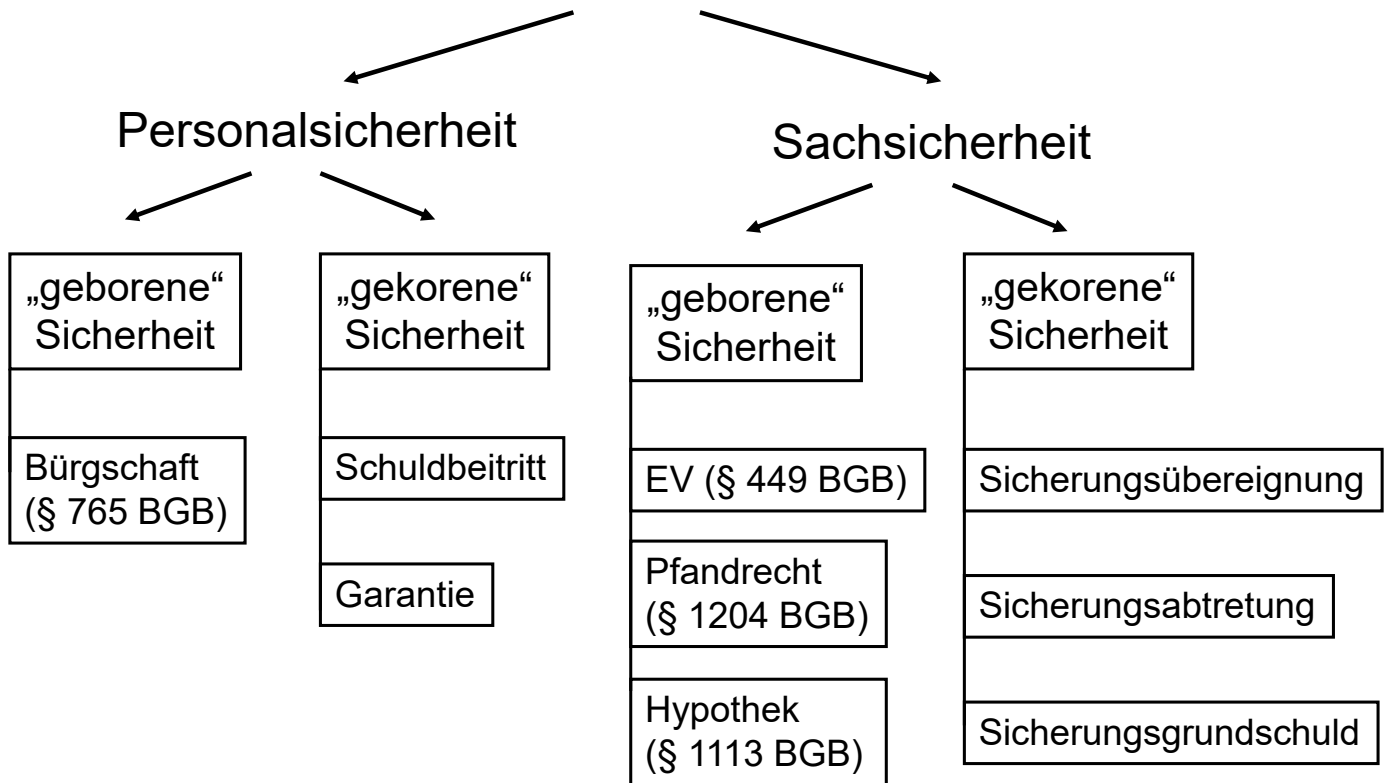 Personalsicherheit
Sachsicherheit
„geborene“
Sicherheit
Bürgschaft
(§ 765 BGB)
„gekorene“
Sicherheit
Schuldbeitritt
Garantie
„geborene“
Sicherheit
EV (§ 449 BGB)
Pfandrecht
(§ 1204 BGB)
Hypothek
(§ 1113 BGB)
„gekorene“
Sicherheit
Sicherungsübereignung
Sicherungsabtretung
Sicherungsgrundschuld